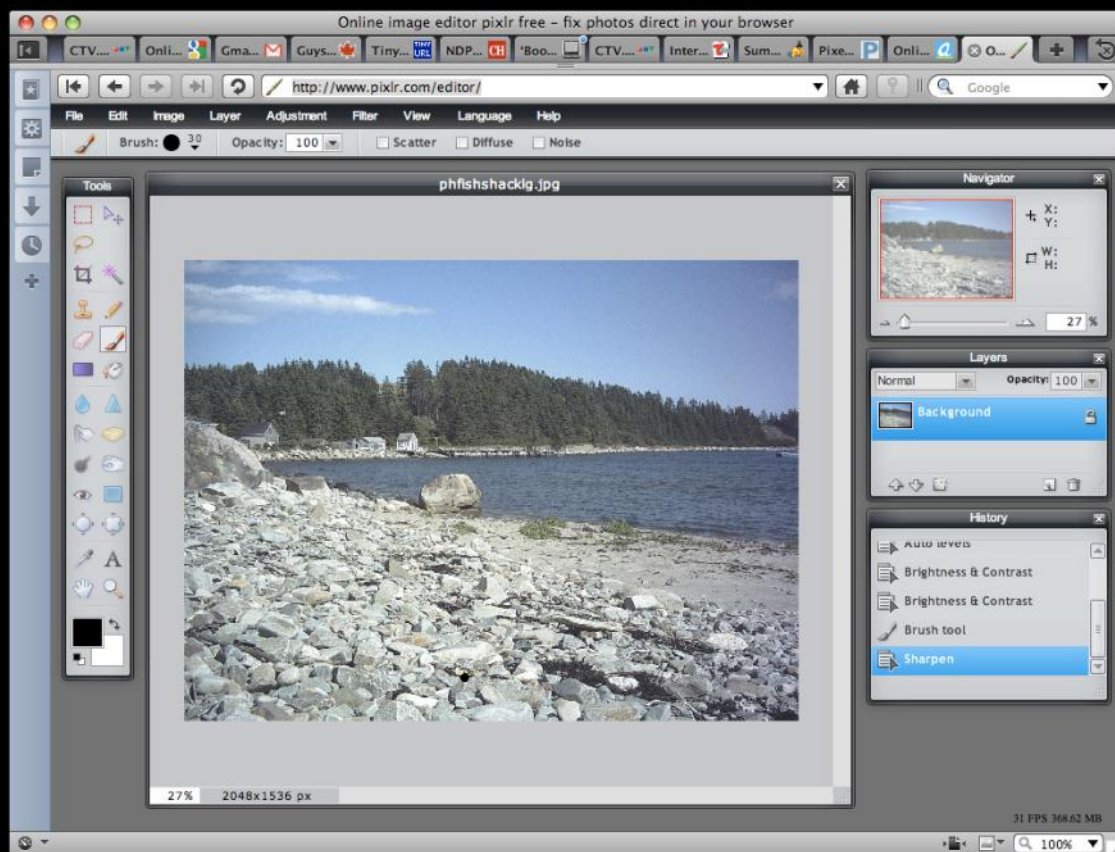 Online image editor pixlr free - fix photos direct in your browser
CTV.... Onli... Gma... Guys... Tiny... TINY URL NDP... CH 'Boo... CTV.... Inter... Sum... Pixe... P Onli... O...
http://www.pixlr.com/editor/ Google
File Edit Image Layer Adjustment Filter View Language Help
Brush: 30 Opacity: 100 Scatter Diffuse Noise
Tools
phfishshacklg.jpg
27% 2048x1536 px
Navigator
X:
Y:
W:
H:
27 %
Layers
Normal Opacity: 100
Background
History
Auto levels
Brightness & Contrast
Brightness & Contrast
Brush tool
Sharpen
31 FPS 368.62 MB
100%